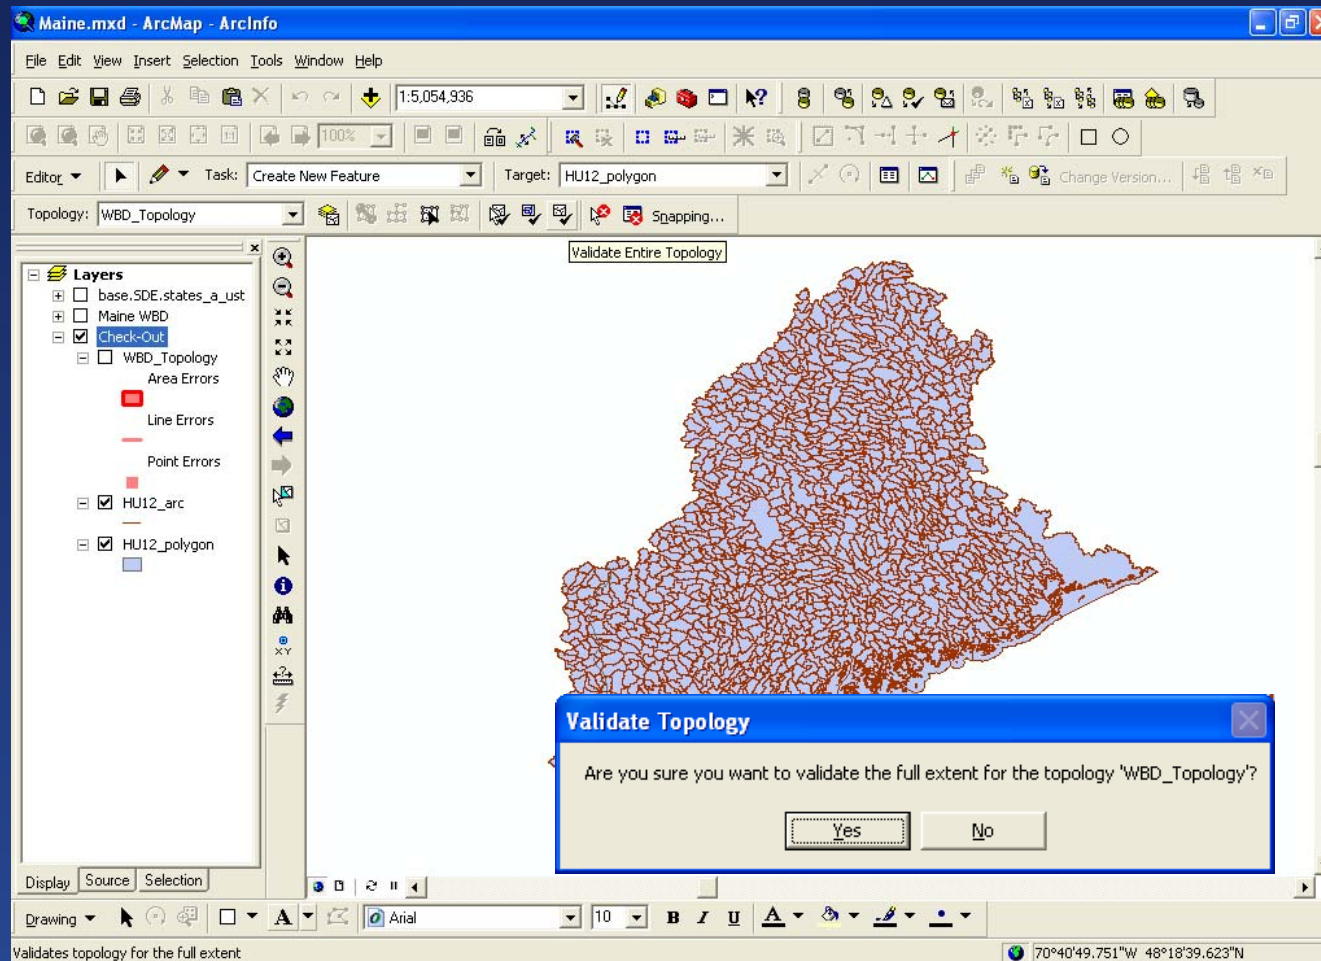 Maine.mxd - ArcMap - ArcInfo
File Edit View Insert Selection Tools Window Help
1:5,054,936
100%
Editor Task: Create New Feature Target: HU12_polygon Change Version...
Topology: WBD_Topology Snapping...
Validate Entire Topology
Layers
base.SDE.states_a_ust
Maine WBD
Check-Out
WBD_Topology
Area Errors
Line Errors
Point Errors
HU12_arc
HU12_polygon
XY
Validate Topology
Are you sure you want to validate the full extent for the topology 'WBD_Topology'?
Yes No
Display Source Selection
Drawing A Arial 10 B I U A
Validates topology for the full extent 70°40'49.751"W 48°18'39.623"N